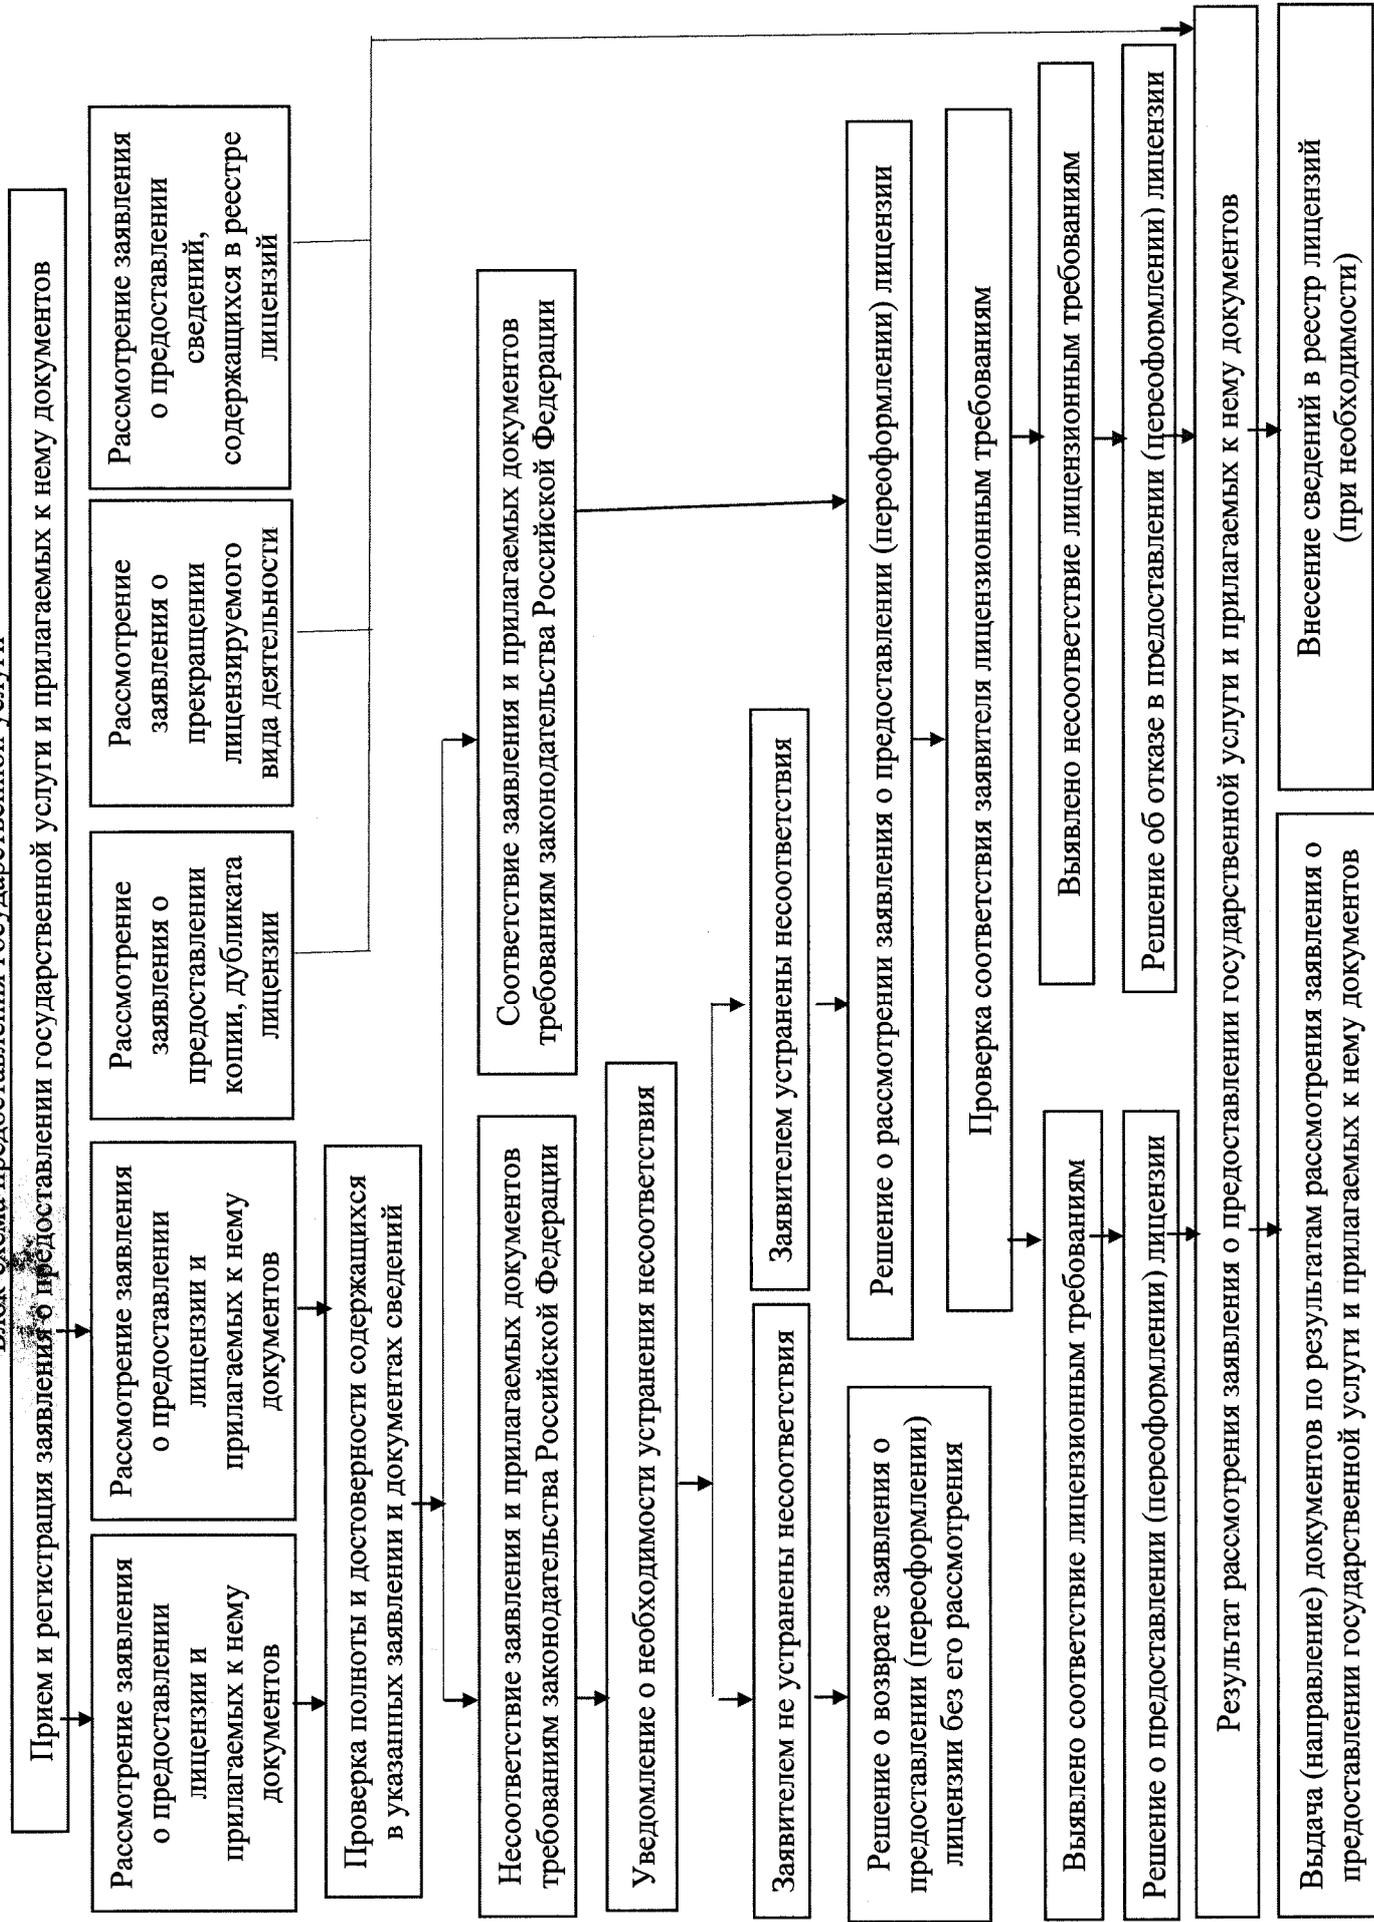 Блок-схема предоставления государственной услуги
Прием и регистрация заявления о предоставлении государственной услуги и прилагаемых к нему документов
Рассмотрение заявления
о предоставлении
лицензии и
прилагаемых к нему
документов
Рассмотрение заявления
о предоставлении
лицензии и
прилагаемых к нему
документов
Рассмотрение
заявления о
предоставлении
копии, дубликата
лицензии
Рассмотрение
заявления о
прекращении
лицензируемого
вида деятельности
Рассмотрение заявления
о предоставлении
сведений,
содержащихся в реестре
лицензий
Проверка полноты и достоверности содержащихся
в указанных заявлении и документах сведений
Несоответствие заявления и прилагаемых документов
требованиям законодательства Российской Федерации
Соответствие заявления и прилагаемых документов
требованиям законодательства Российской Федерации
Уведомление о необходимости устранения несоответствия
Заявителем не устранены несоответствия
Заявителем устранены несоответствия
Решение о возврате заявления о
предоставлении (переоформлении)
лицензии без его рассмотрения
Решение о рассмотрении заявления о предоставлении (переоформлении) лицензии
Проверка соответствия заявителя лицензионным требованиям
Выявлено соответствие лицензионным требованиям
Выявлено несоответствие лицензионным требованиям
Решение о предоставлении (переоформлении) лицензии
Решение об отказе в предоставлении (переоформлении) лицензии
Результат рассмотрения заявления о предоставлении государственной услуги и прилагаемых к нему документов
Выдача (направление) документов по результатам рассмотрения заявления о
предоставлении государственной услуги и прилагаемых к нему документов
Внесение сведений в реестр лицензий
(при необходимости)